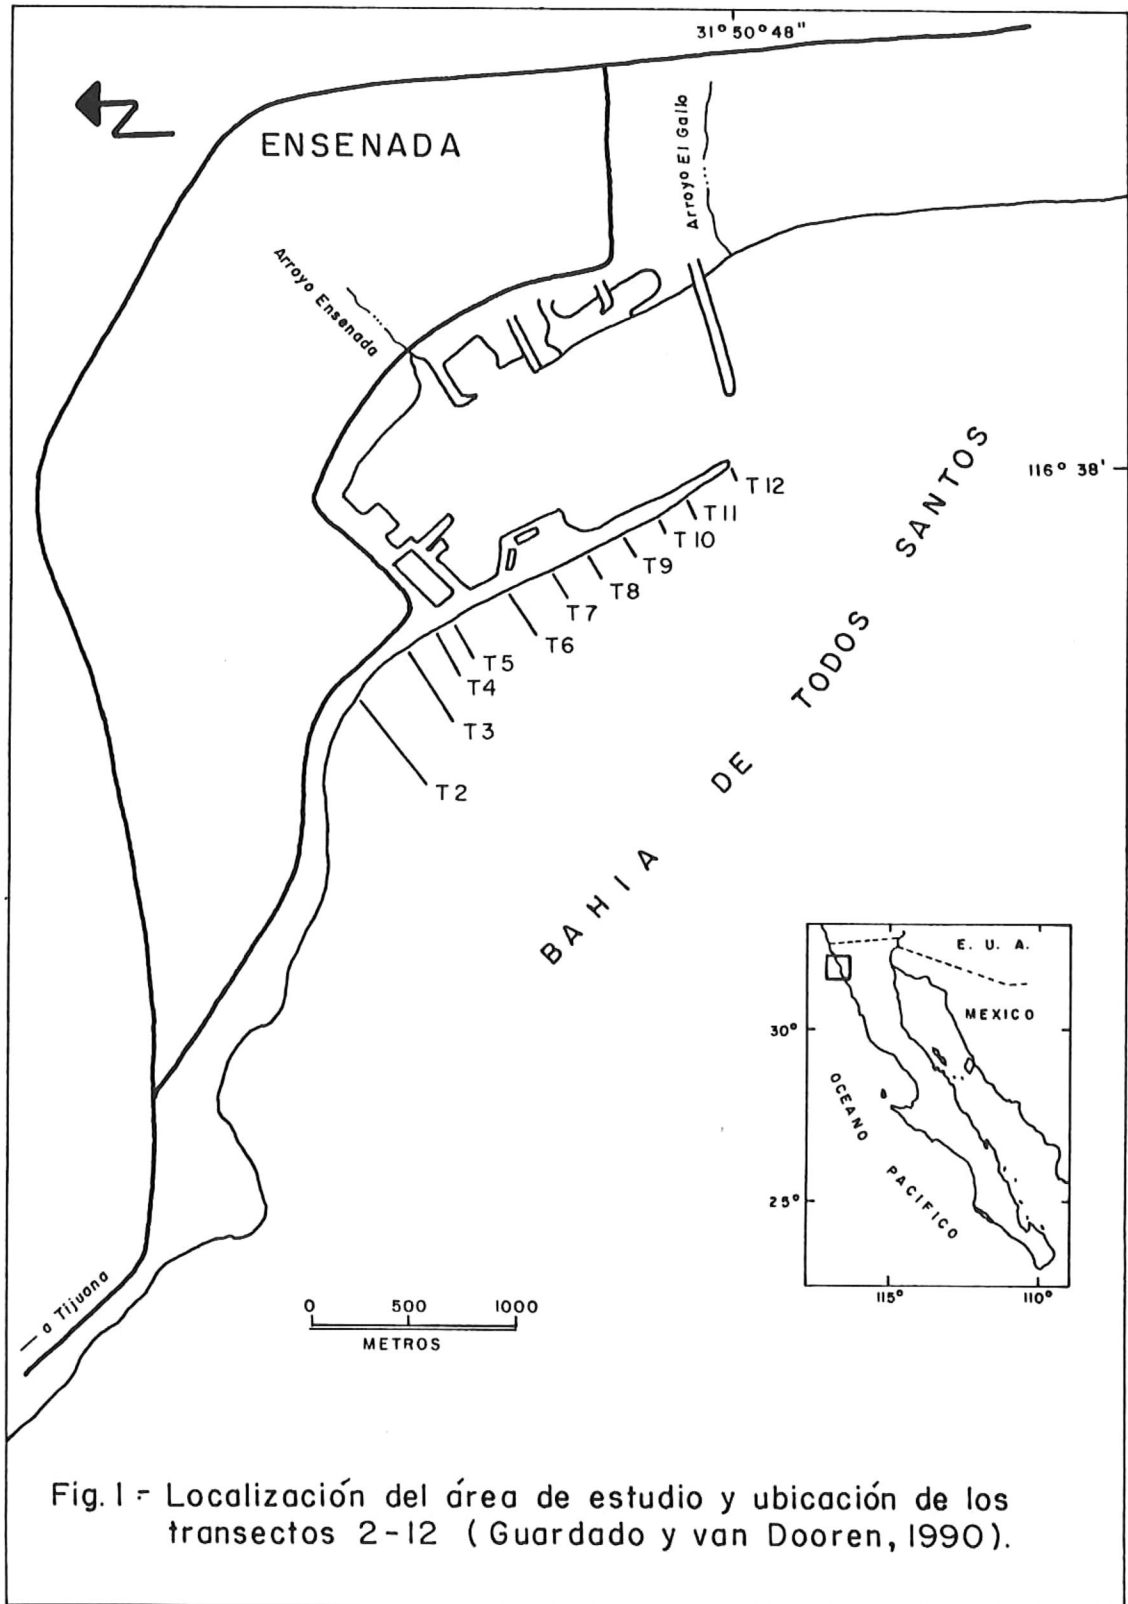 31° 50' 48"
ENSENADA
Arroyo El Gallo
Arroyo Ensenada
116° 38'
T12
T11
T10
T9
T8
T7
T6
T5
T4
T3
T2
BAHIA DE TODOS SANTOS
E. U. A.
MEXICO
30°
25°
OCEANO PACIFICO
115°
110°
a Tijuana
0 500 1000
METROS
Fig. 1 - Localización del área de estudio y ubicación de los
transectos 2-12 (Guardado y van Dooren, 1990).